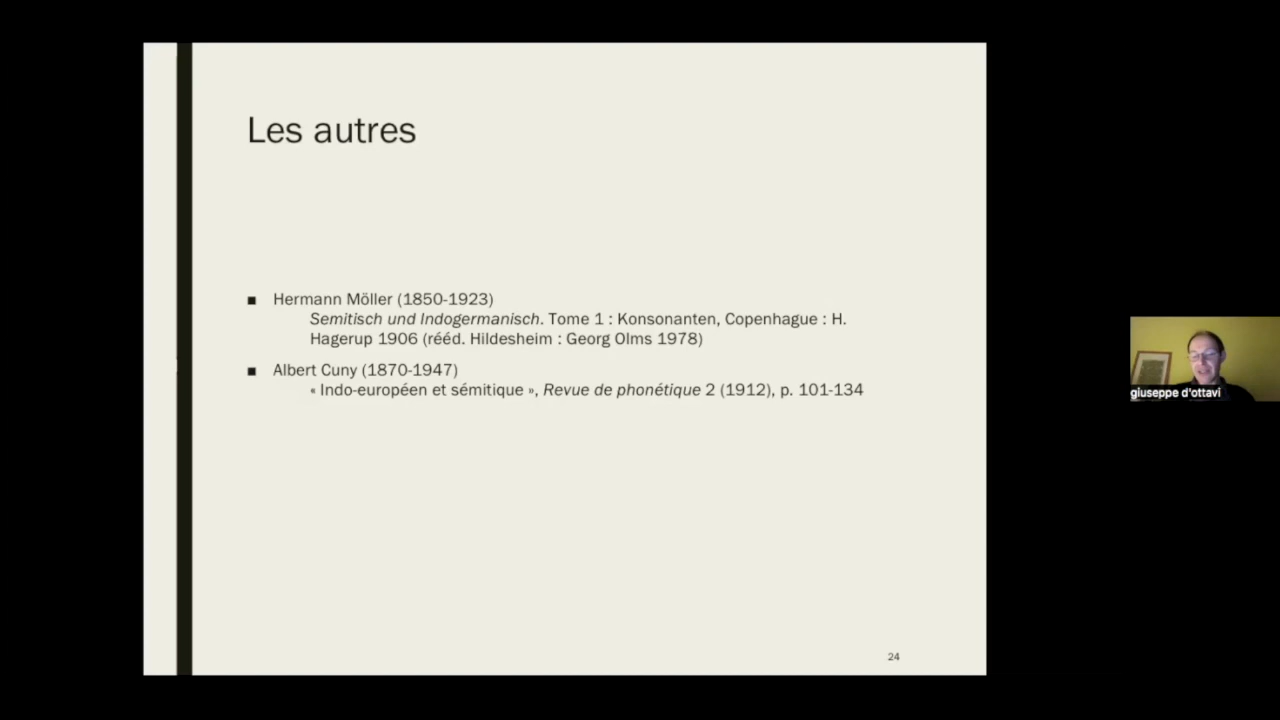 Les autres
■ Hermann Möller (1850-1923)
Semitisch und Indogermanisch. Tome 1 : Konsonanten, Copenhague : H.
Hagerup 1906 (rééd. Hildesheim : Georg Olms 1978)
■ Albert Cuny (1870-1947)
« Indo-européen et sémitique », Revue de phonétique 2 (1912), p. 101-134
giuseppe d'ottavi
24